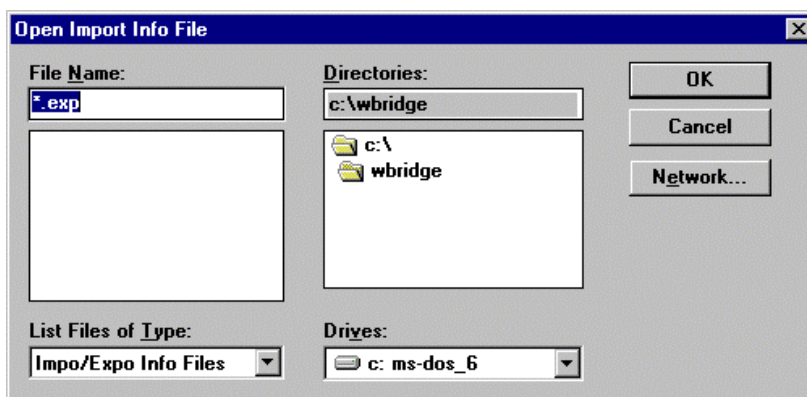 Open Import Info File
File Name:
*.exp
Directories:
c:\wbridge
c:\
wbridge
OK
Cancel
Network...
List Files of Type:
Impo/Expo Info Files
Drives:
c: ms-dos_6